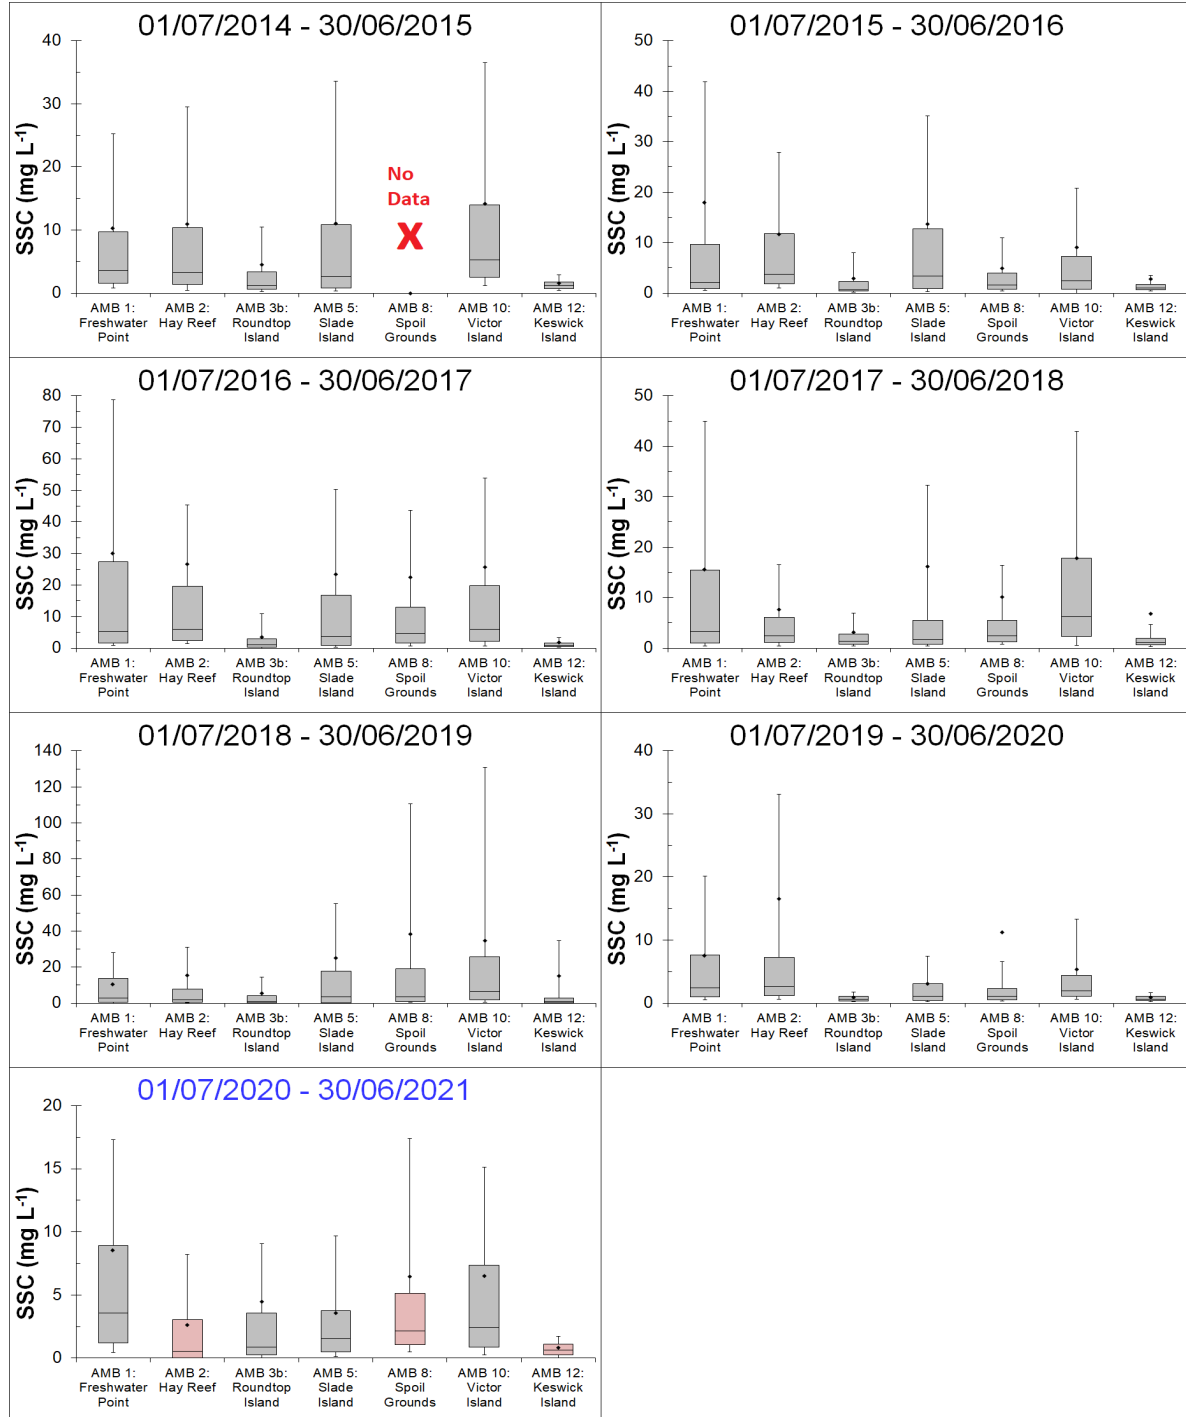 01/07/2014 - 30/06/2015
SSC (mg L⁻¹)
40
30
20
10
0
No
Data
X
AMB 1: AMB 2: AMB 3b: AMB 5: AMB 8: AMB 10: AMB 12:
Freshwater Hay Reef Roundtop Slade Spoil Victor Keswick
Point Island Island Grounds Island Island
01/07/2015 - 30/06/2016
SSC (mg L⁻¹)
50
40
30
20
10
0
AMB 1: AMB 2: AMB 3b: AMB 5: AMB 8: AMB 10: AMB 12:
Freshwater Hay Reef Roundtop Slade Spoil Victor Keswick
Point Island Island Grounds Island Island
01/07/2016 - 30/06/2017
SSC (mg L⁻¹)
80
70
60
50
40
30
20
10
0
AMB 1: AMB 2: AMB 3b: AMB 5: AMB 8: AMB 10: AMB 12:
Freshwater Hay Reef Roundtop Slade Spoil Victor Keswick
Point Island Island Grounds Island Island
01/07/2017 - 30/06/2018
SSC (mg L⁻¹)
50
40
30
20
10
0
AMB 1: AMB 2: AMB 3b: AMB 5: AMB 8: AMB 10: AMB 12:
Freshwater Hay Reef Roundtop Slade Spoil Victor Keswick
Point Island Island Grounds Island Island
01/07/2018 - 30/06/2019
SSC (mg L⁻¹)
140
120
100
80
60
40
20
0
AMB 1: AMB 2: AMB 3b: AMB 5: AMB 8: AMB 10: AMB 12:
Freshwater Hay Reef Roundtop Slade Spoil Victor Keswick
Point Island Island Grounds Island Island
01/07/2019 - 30/06/2020
SSC (mg L⁻¹)
40
30
20
10
0
AMB 1: AMB 2: AMB 3b: AMB 5: AMB 8: AMB 10: AMB 12:
Freshwater Hay Reef Roundtop Slade Spoil Victor Keswick
Point Island Island Grounds Island Island
01/07/2020 - 30/06/2021
SSC (mg L⁻¹)
20
15
10
5
0
AMB 1: AMB 2: AMB 3b: AMB 5: AMB 8: AMB 10: AMB 12:
Freshwater Hay Reef Roundtop Slade Spoil Victor Keswick
Point Island Island Grounds Island Island